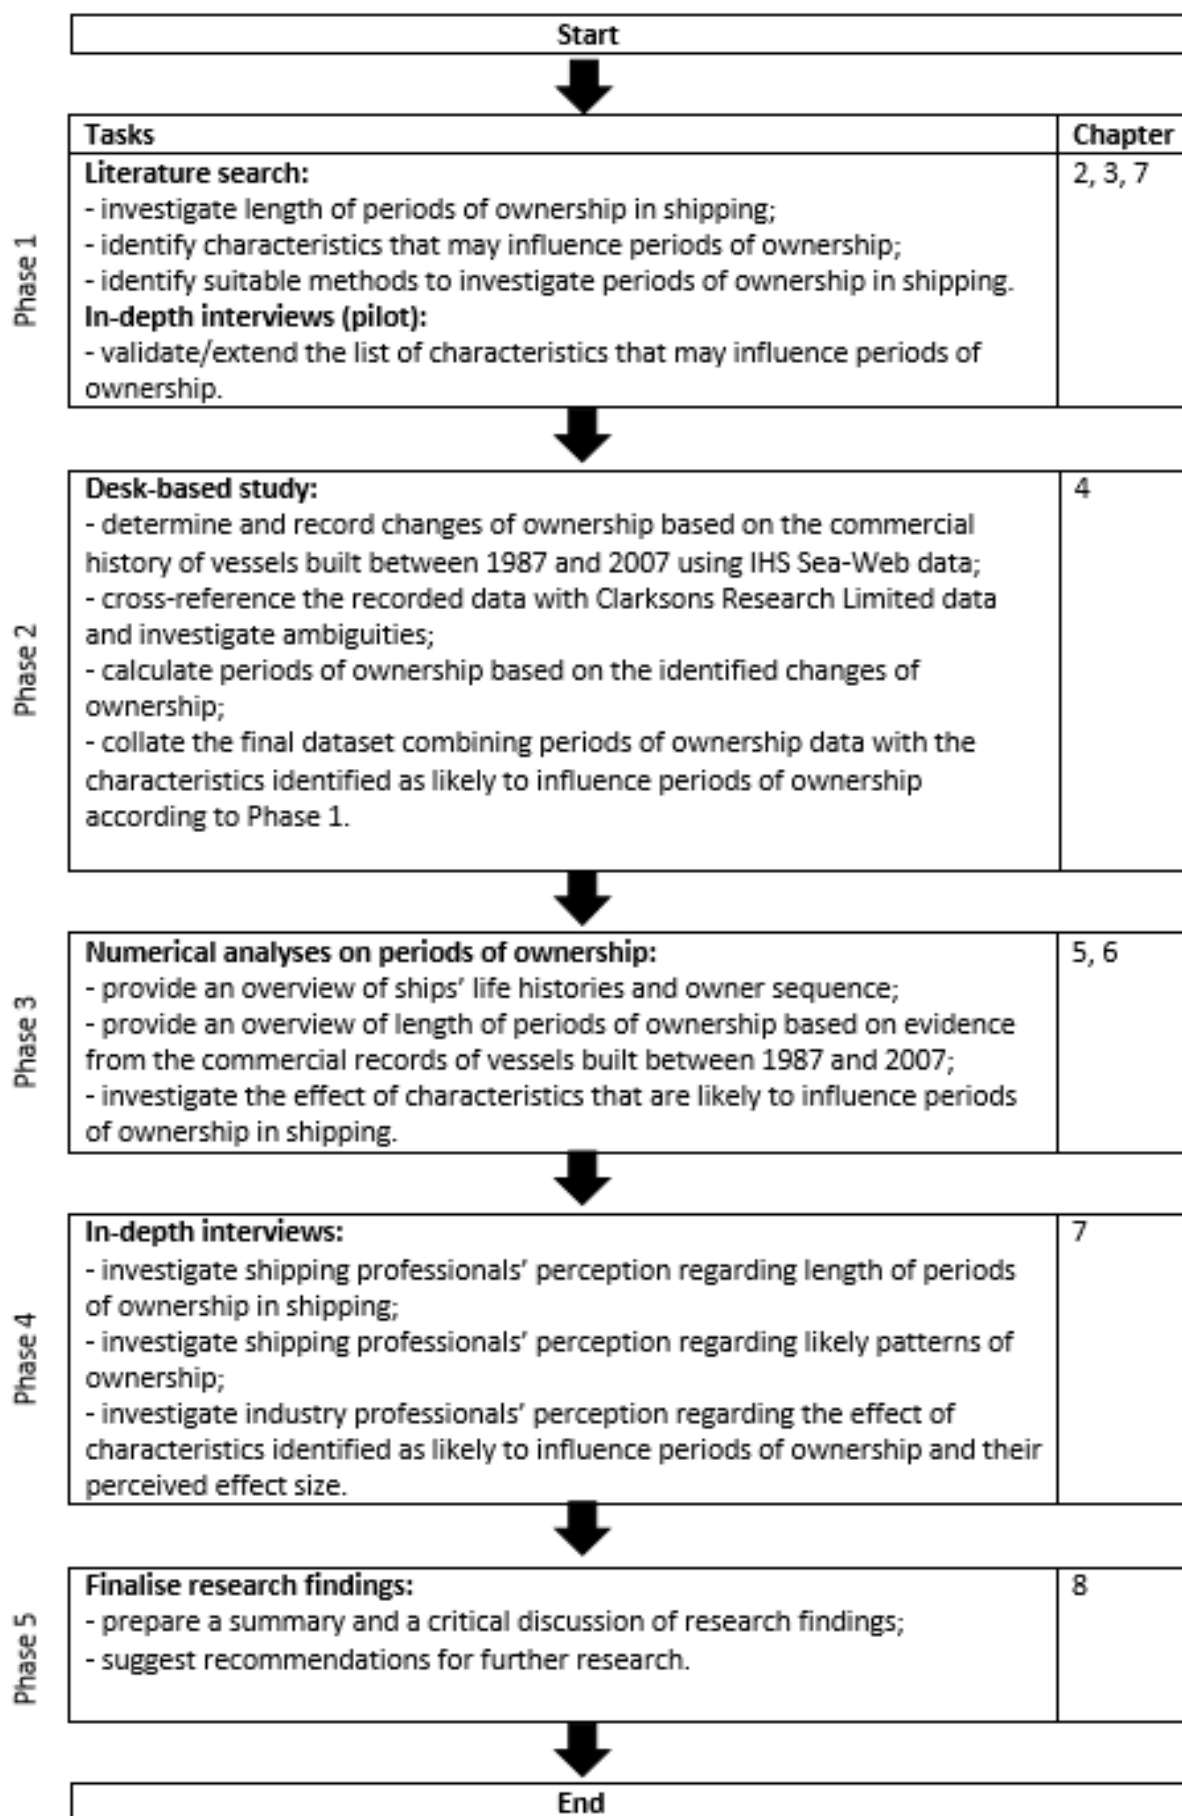 Start
Tasks Chapter
Phase 1
Literature search: 2, 3, 7
- investigate length of periods of ownership in shipping;
- identify characteristics that may influence periods of ownership;
- identify suitable methods to investigate periods of ownership in shipping.
In-depth interviews (pilot):
- validate/extend the list of characteristics that may influence periods of
ownership.
Phase 2
Desk-based study: 4
- determine and record changes of ownership based on the commercial
history of vessels built between 1987 and 2007 using IHS Sea-Web data;
- cross-reference the recorded data with Clarksons Research Limited data
and investigate ambiguities;
- calculate periods of ownership based on the identified changes of
ownership;
- collate the final dataset combining periods of ownership data with the
characteristics identified as likely to influence periods of ownership
according to Phase 1.
Phase 3
Numerical analyses on periods of ownership: 5, 6
- provide an overview of ships’ life histories and owner sequence;
- provide an overview of length of periods of ownership based on evidence
from the commercial records of vessels built between 1987 and 2007;
- investigate the effect of characteristics that are likely to influence periods
of ownership in shipping.
Phase 4
In-depth interviews: 7
- investigate shipping professionals’ perception regarding length of periods
of ownership in shipping;
- investigate shipping professionals’ perception regarding likely patterns of
ownership;
- investigate industry professionals’ perception regarding the effect of
characteristics identified as likely to influence periods of ownership and their
perceived effect size.
Phase 5
Finalise research findings: 8
- prepare a summary and a critical discussion of research findings;
- suggest recommendations for further research.
End